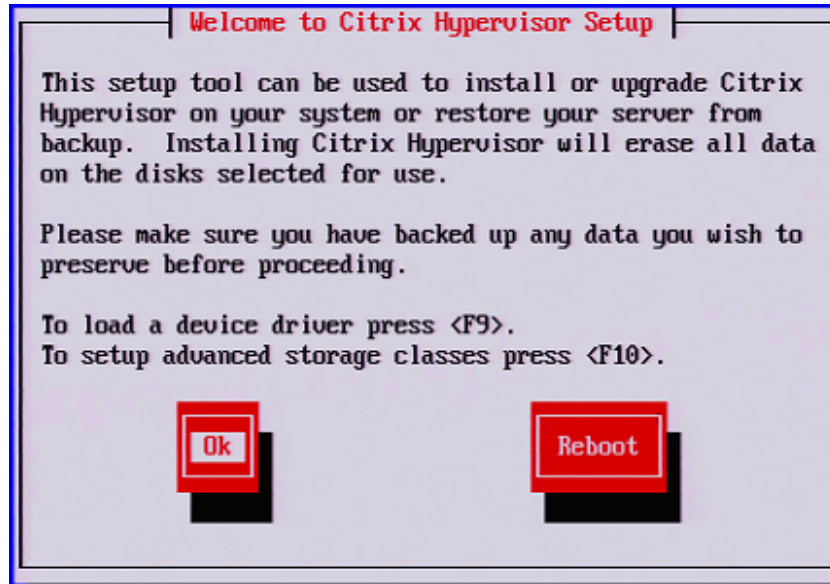 Welcome to Citrix Hypervisor Setup
This setup tool can be used to install or upgrade Citrix
Hypervisor on your system or restore your server from
backup.  Installing Citrix Hypervisor will erase all data
on the disks selected for use.
Please make sure you have backed up any data you wish to
preserve before proceeding.
To load a device driver press <F9>.
To setup advanced storage classes press <F10>.
Ok
Reboot